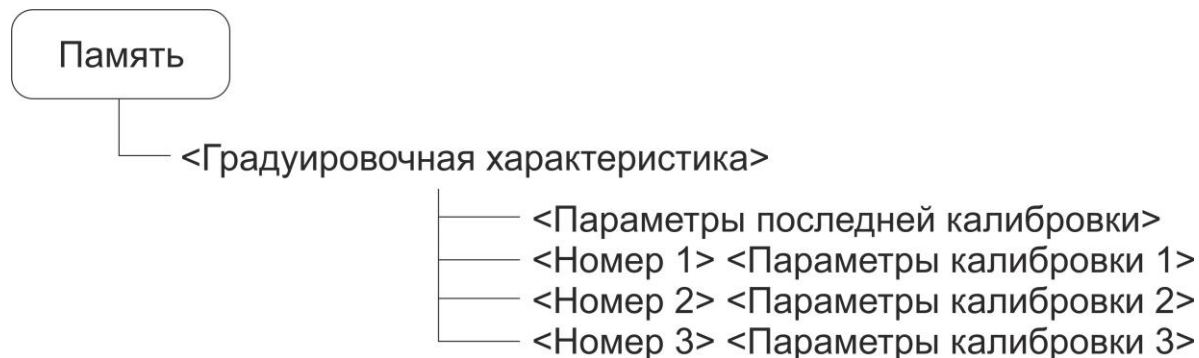 Память
<Градуировочная характеристика>
<Параметры последней калибровки>
<Номер 1> <Параметры калибровки 1>
<Номер 2> <Параметры калибровки 2>
<Номер 3> <Параметры калибровки 3>